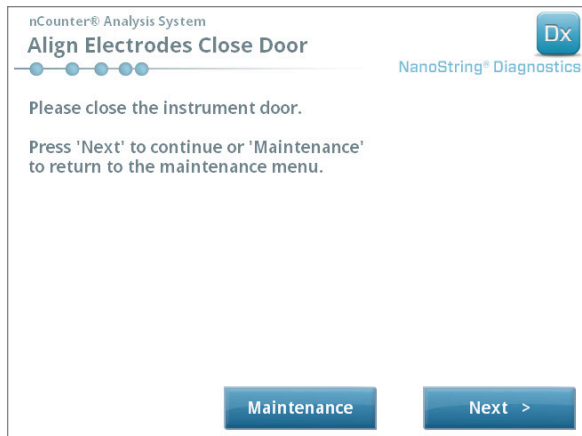 nCounter® Analysis System
Align Electrodes Close Door
Dx
NanoString® Diagnostics
Please close the instrument door.
Press 'Next' to continue or 'Maintenance'
to return to the maintenance menu.
Maintenance
Next >